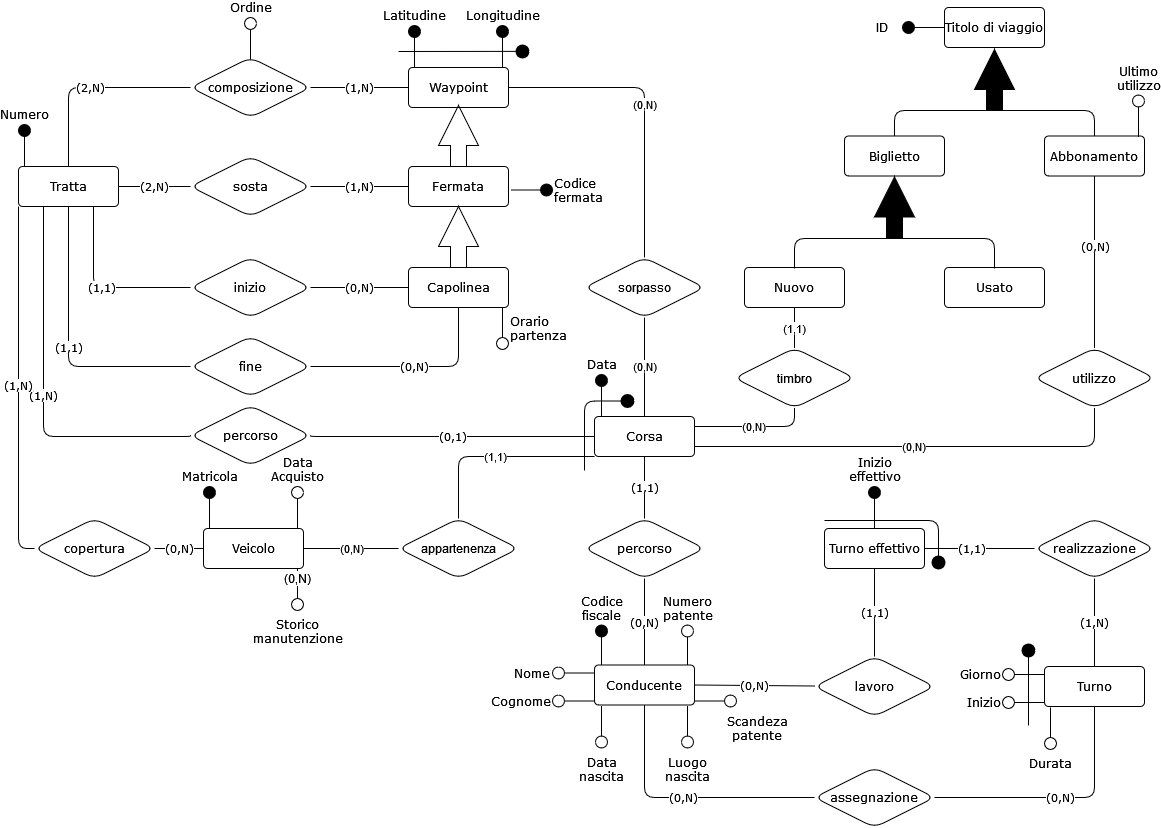 Ordine
Latitudine
Longitudine
ID
Titolo di viaggio
composizione
(2,N)
(1,N)
Waypoint
(0,N)
Ultimo
utilizzo
Numero
Biglietto
Abbonamento
Tratta
(2,N)
sosta
(1,N)
Fermata
Codice
fermata
(0,N)
(1,1)
inizio
(0,N)
Capolinea
sorpasso
Nuovo
Usato
Orario
partenza
(1,1)
(1,1)
fine
(0,N)
(0,N)
Data
timbro
utilizzo
(1,N)
(1,N)
percorso
(0,1)
Corsa
(0,N)
(0,N)
(1,1)
Matricola
Data
Acquisto
Inizio
effettivo
(1,1)
copertura
(0,N)
Veicolo
(0,N)
appartenenza
percorso
Turno effettivo
(1,1)
realizzazione
(0,N)
Storico
manutenzione
Codice
fiscale
Numero
patente
(0,N)
(1,1)
(1,N)
Nome
Cognome
Conducente
(0,N)
lavoro
Giorno
Inizio
Turno
Scandeza
patente
Data
nascita
Luogo
nascita
Durata
(0,N)
assegnazione
(0,N)